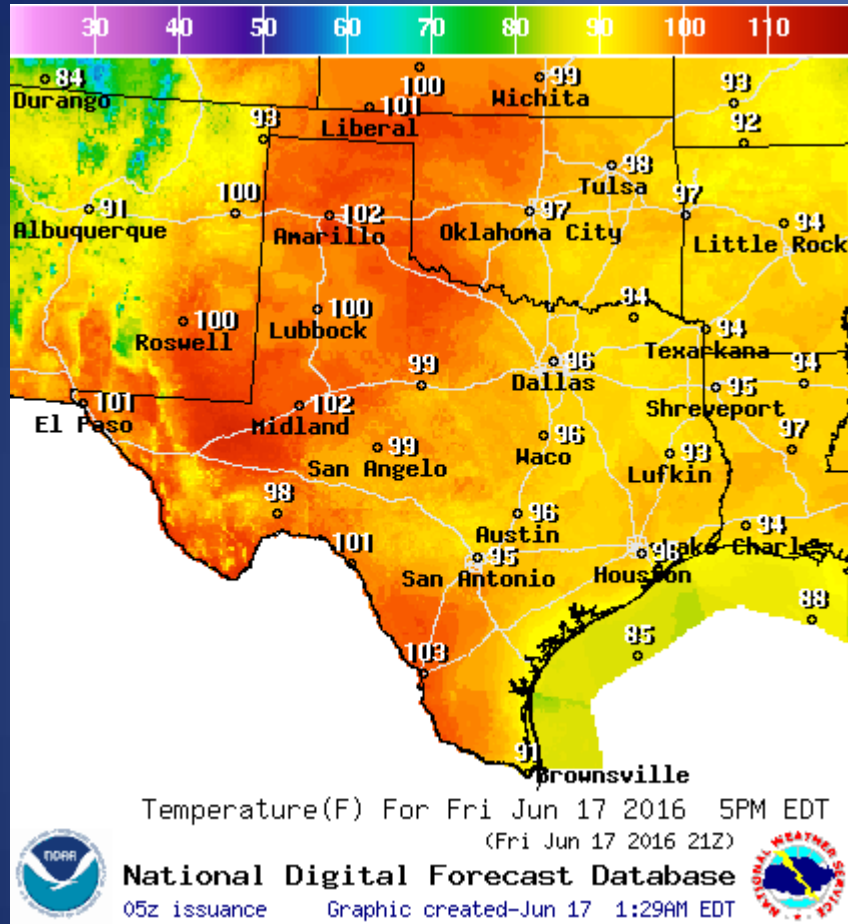 30 40 50 60 70 80 90 100 110
84
Durango
100
99
Wichita
93
101
Liberal
93
92
98
Tulsa
91
Albuquerque
100
102
Amarillo
97
Oklahoma City
97
94
Little Rock
100
Roswell
100
Lubbock
94
94
Texarkana
99
96
Dallas
95
Shreveport
94
101
El Paso
102
Midland
99
San Angelo
96
Waco
93
Lufkin
97
98
96
Austin
94
Lake Charles
101
95
San Antonio
96
Houston
88
85
103
91
Brownsville
Temperature(F) For Fri Jun 17 2016 5PM EDT
(Fri Jun 17 2016 21Z)
noaa
National Digital Forecast Database
05z issuance Graphic created-Jun 17 1:29AM EDT
NATIONAL WEATHER SERVICE